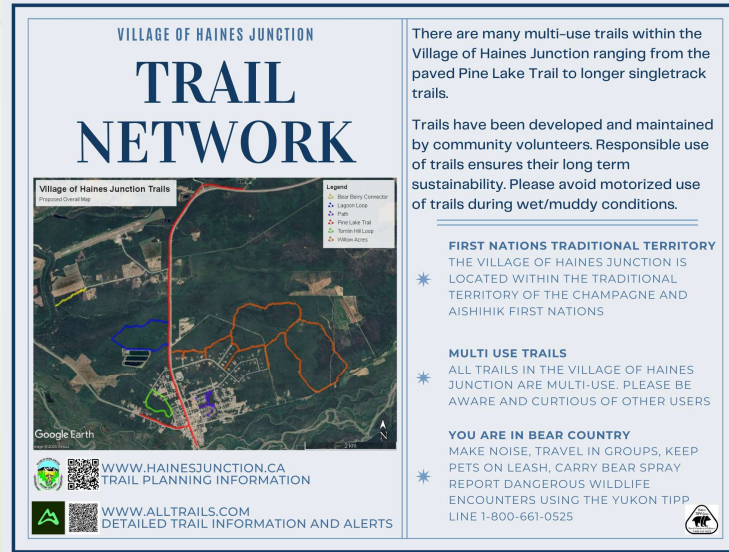 VILLAGE OF HAINES JUNCTION
TRAIL
NETWORK
Village of Haines Junction Trails
Proposed Overall Map
Legend
Bear Berry Connector
Lagoon Loop
Path
Pine Lake Trail
Tomlin Hill Loop
Willow Acres
Google Earth
N
2 km
WWW.HAINESJUNCTION.CA
TRAIL PLANNING INFORMATION
WWW.ALLTRAILS.COM
DETAILED TRAIL INFORMATION AND ALERTS
There are many multi-use trails within the
Village of Haines Junction ranging from the
paved Pine Lake Trail to longer singletrack
trails.
Trails have been developed and maintained
by community volunteers. Responsible use
of trails ensures their long term
sustainability. Please avoid motorized use
of trails during wet/muddy conditions.
FIRST NATIONS TRADITIONAL TERRITORY
THE VILLAGE OF HAINES JUNCTION IS
LOCATED WITHIN THE TRADITIONAL
TERRITORY OF THE CHAMPAGNE AND
AISHIHIK FIRST NATIONS
MULTI USE TRAILS
ALL TRAILS IN THE VILLAGE OF HAINES
JUNCTION ARE MULTI-USE. PLEASE BE
AWARE AND CURTIOUS OF OTHER USERS
YOU ARE IN BEAR COUNTRY
MAKE NOISE, TRAVEL IN GROUPS, KEEP
PETS ON LEASH, CARRY BEAR SPRAY
REPORT DANGEROUS WILDLIFE
ENCOUNTERS USING THE YUKON TIPP
LINE 1-800-661-0525